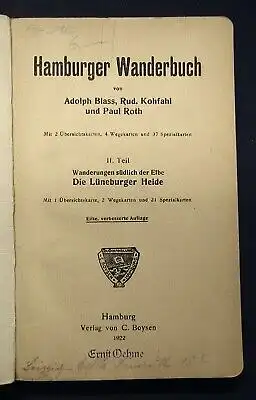 Hamburger Wanderbuch
von
Adolph Blass, Rud. Kohfahl
und Paul Roth
Mit 2 Übersichtskarten, 4 Wegekarten und 37 Spezialkarten
II. Teil
Wanderungen südlich der Elbe
Die Lüneburger Heide
Mit 1 Übersichtskarte, 2 Wegekarten und 21 Spezialkarten
Elfte, verbesserte Auflage
Hamburg
Verlag von C. Boysen
1922
Ernst Oehme
Leipzig